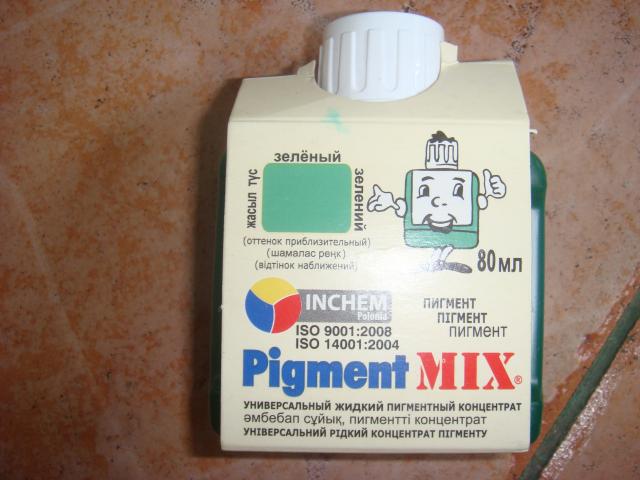 зелёный
жасыл түс
зелений
(оттенок приблизительный)
(шамалас реңк)
(відтінок наближений)
80 мл
INCHEM
Polonia
ISO 9001:2008
ISO 14001:2004
ПИГМЕНТ
ПІГМЕНТ
ПИГМЕНТ
Pigment MIX®
УНИВЕРСАЛЬНЫЙ ЖИДКИЙ ПИГМЕНТНЫЙ КОНЦЕНТРАТ
әмбебап сұйық, пигментті концентрат
УНІВЕРСАЛЬНИЙ РІДКИЙ КОНЦЕНТРАТ ПІГМЕНТУ